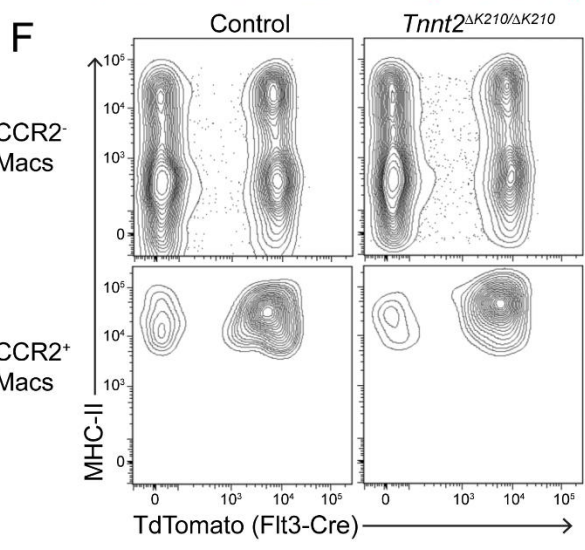 F
Control
Tnnt2ΔK210/ΔK210
CCR2-
Macs
10⁵
10⁴
10³
0
CCR2+
Macs
10⁵
10⁴
10³
0
MHC-II
0 10³ 10⁴ 10⁵
0 10³ 10⁴ 10⁵
TdTomato (Flt3-Cre)